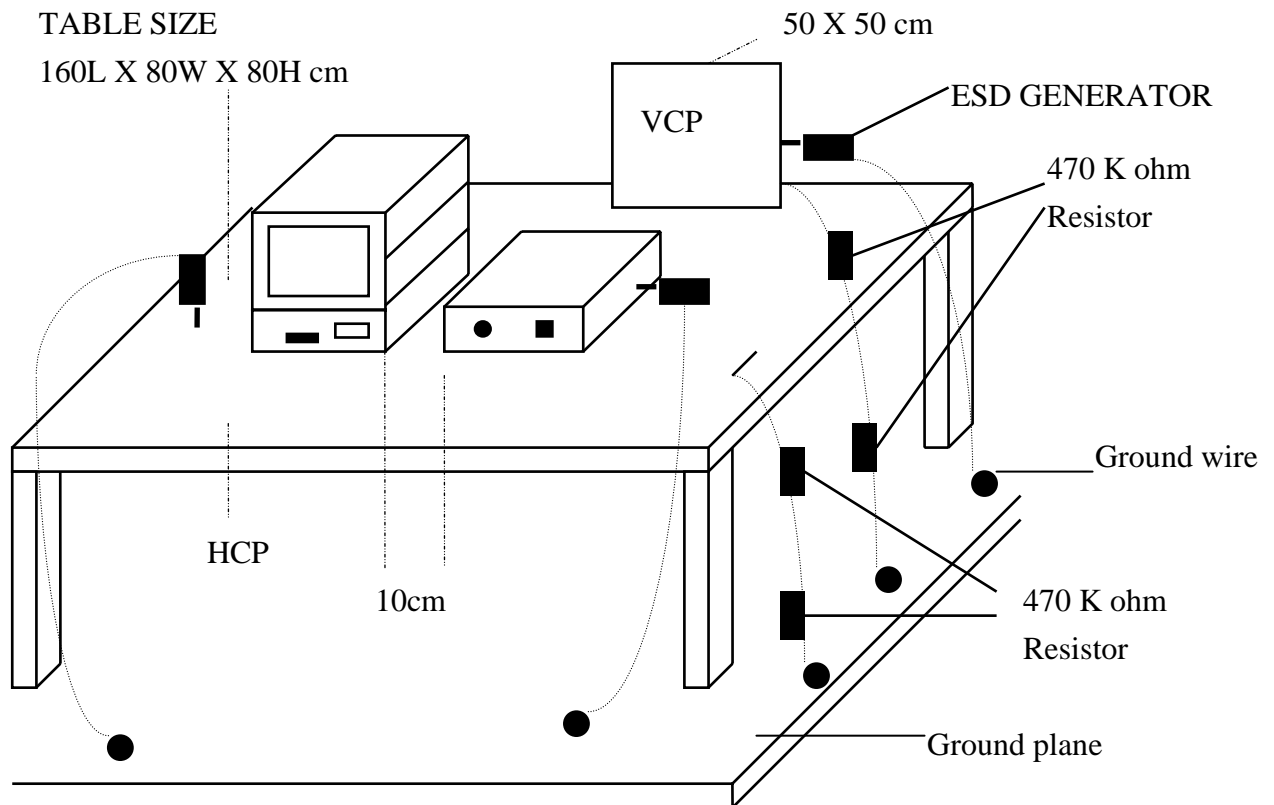 TABLE SIZE
160L X 80W X 80H cm
50 X 50 cm
VCP
ESD GENERATOR
470 K ohm
Resistor
Ground wire
HCP
10cm
470 K ohm
Resistor
Ground plane